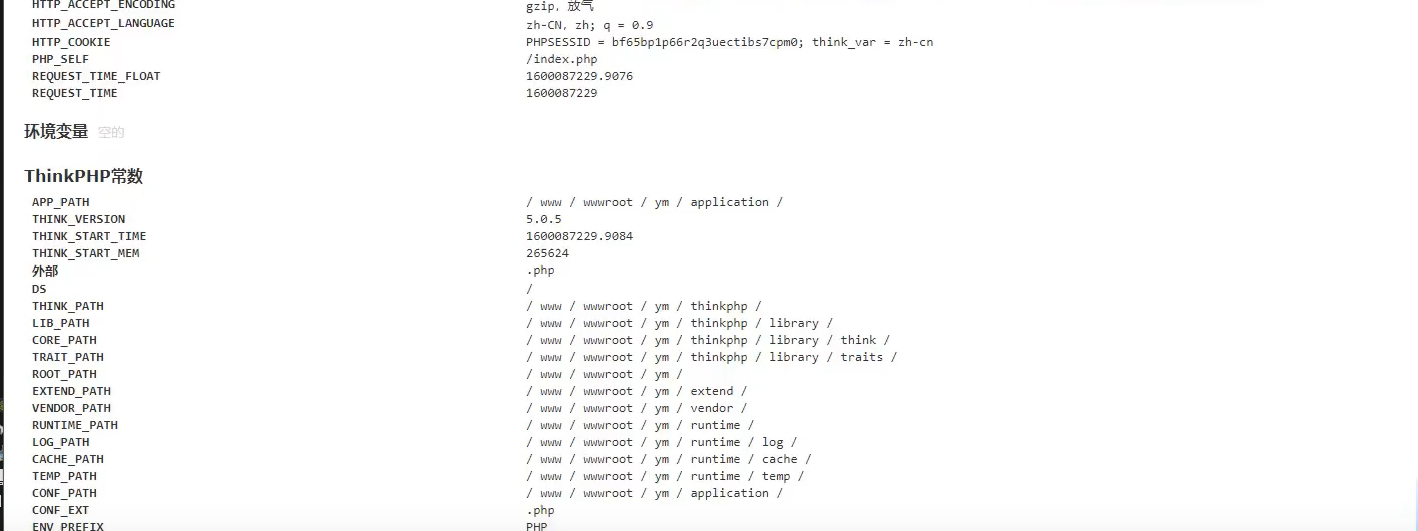 HTTP_ACCEPT_ENCODING gzip，放气
HTTP_ACCEPT_LANGUAGE zh-CN，zh; q = 0.9
HTTP_COOKIE PHPSESSID = bf65bp1p66r2q3uectibs7cpm0; think_var = zh-cn
PHP_SELF /index.php
REQUEST_TIME_FLOAT 1600087229.9076
REQUEST_TIME 1600087229
环境变量 空的
ThinkPHP常数
APP_PATH / www / wwwroot / ym / application /
THINK_VERSION 5.0.5
THINK_START_TIME 1600087229.9084
THINK_START_MEM 265624
外部 .php
DS /
THINK_PATH / www / wwwroot / ym / thinkphp /
LIB_PATH / www / wwwroot / ym / thinkphp / library /
CORE_PATH / www / wwwroot / ym / thinkphp / library / think /
TRAIT_PATH / www / wwwroot / ym / thinkphp / library / traits /
ROOT_PATH / www / wwwroot / ym /
EXTEND_PATH / www / wwwroot / ym / extend /
VENDOR_PATH / www / wwwroot / ym / vendor /
RUNTIME_PATH / www / wwwroot / ym / runtime /
LOG_PATH / www / wwwroot / ym / runtime / log /
CACHE_PATH / www / wwwroot / ym / runtime / cache /
TEMP_PATH / www / wwwroot / ym / runtime / temp /
CONF_PATH / www / wwwroot / ym / application /
CONF_EXT .php
ENV_PREFIX PHP